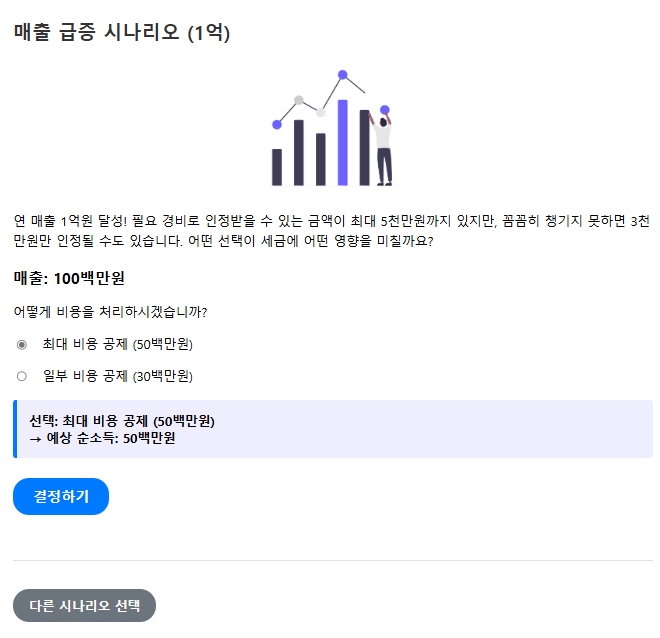 매출 급증 시나리오 (1억)
연 매출 1억원 달성! 필요 경비로 인정받을 수 있는 금액이 최대 5천만원까지 있지만, 꼼꼼히 챙기지 못하면 3천
만원만 인정될 수도 있습니다. 어떤 선택이 세금에 어떤 영향을 미칠까요?
매출: 100백만원
어떻게 비용을 처리하시겠습니까?
최대 비용 공제 (50백만원)
일부 비용 공제 (30백만원)
선택: 최대 비용 공제 (50백만원)
→ 예상 순소득: 50백만원
결정하기
다른 시나리오 선택